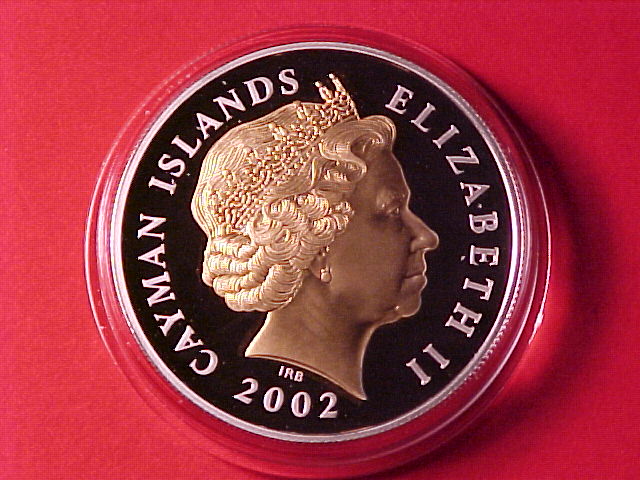 CAYMAN ISLANDS
ELIZABETH II
IRB
2002